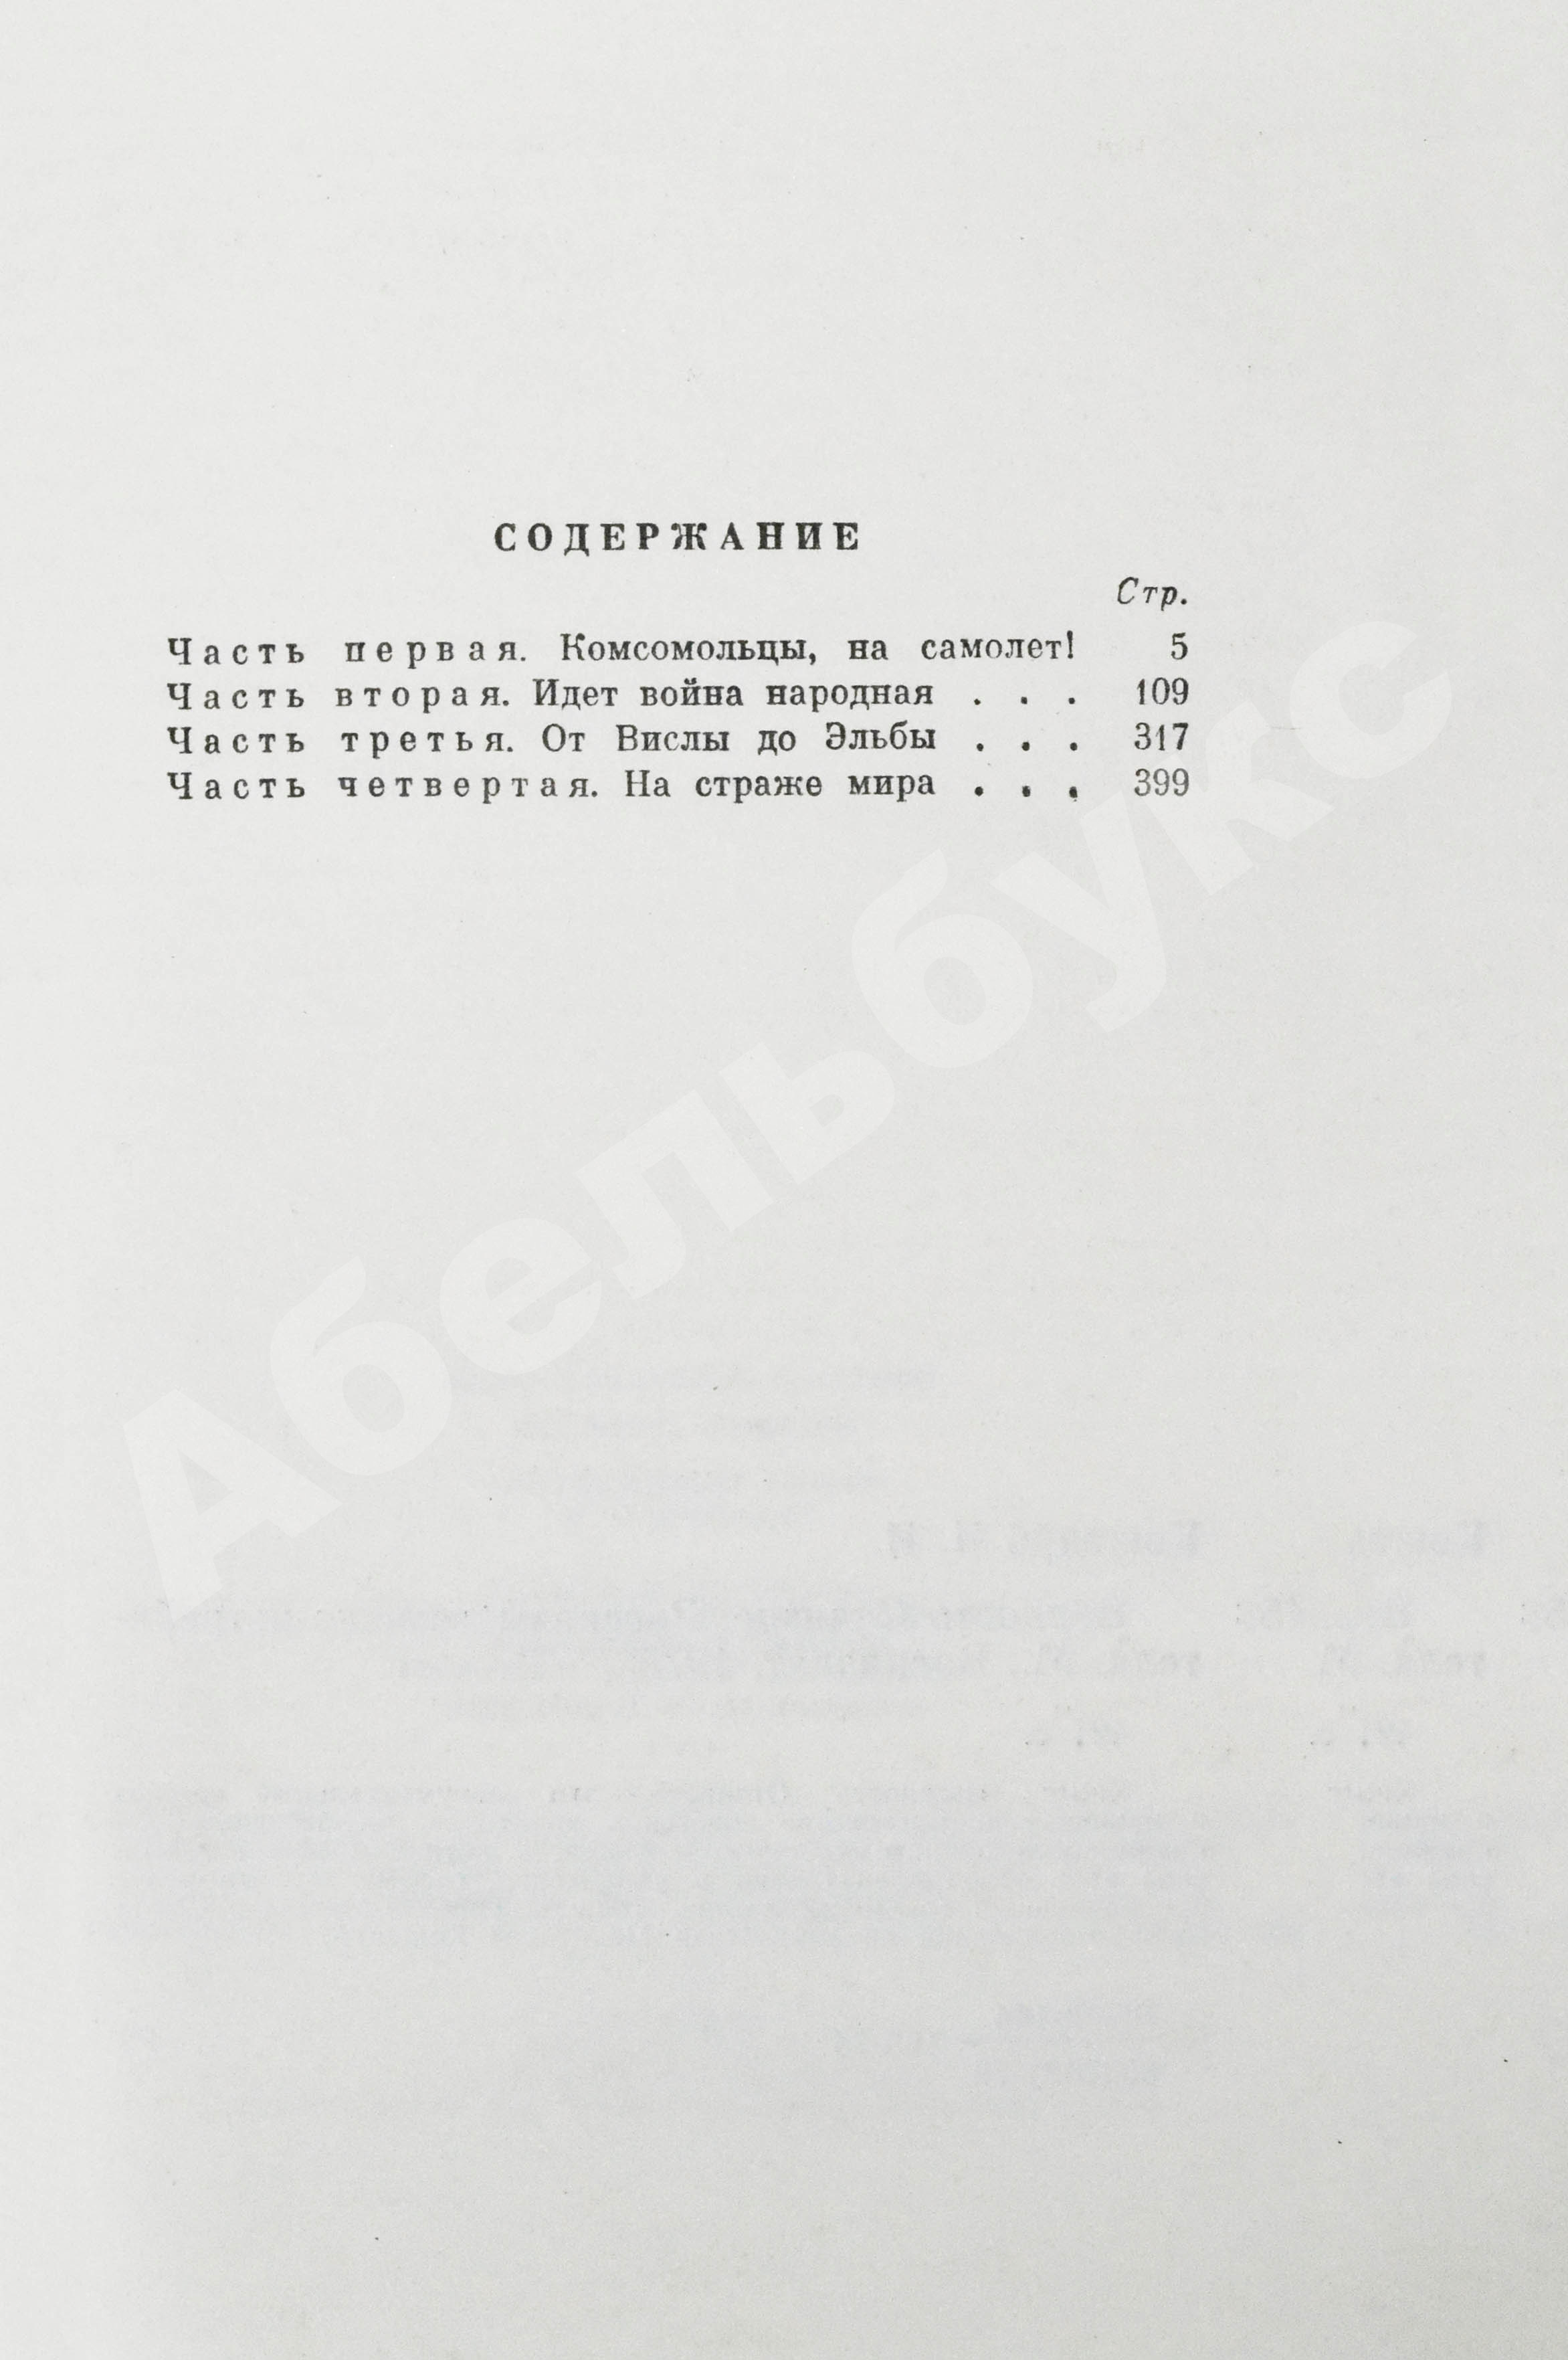 СОДЕРЖАНИЕ
Стр.
Часть первая. Комсомольцы, на самолет! 5
Часть вторая. Идет война народная . . . 109
Часть третья. От Вислы до Эльбы . . . 317
Часть четвертая. На страже мира . . . 399
Абельбукс